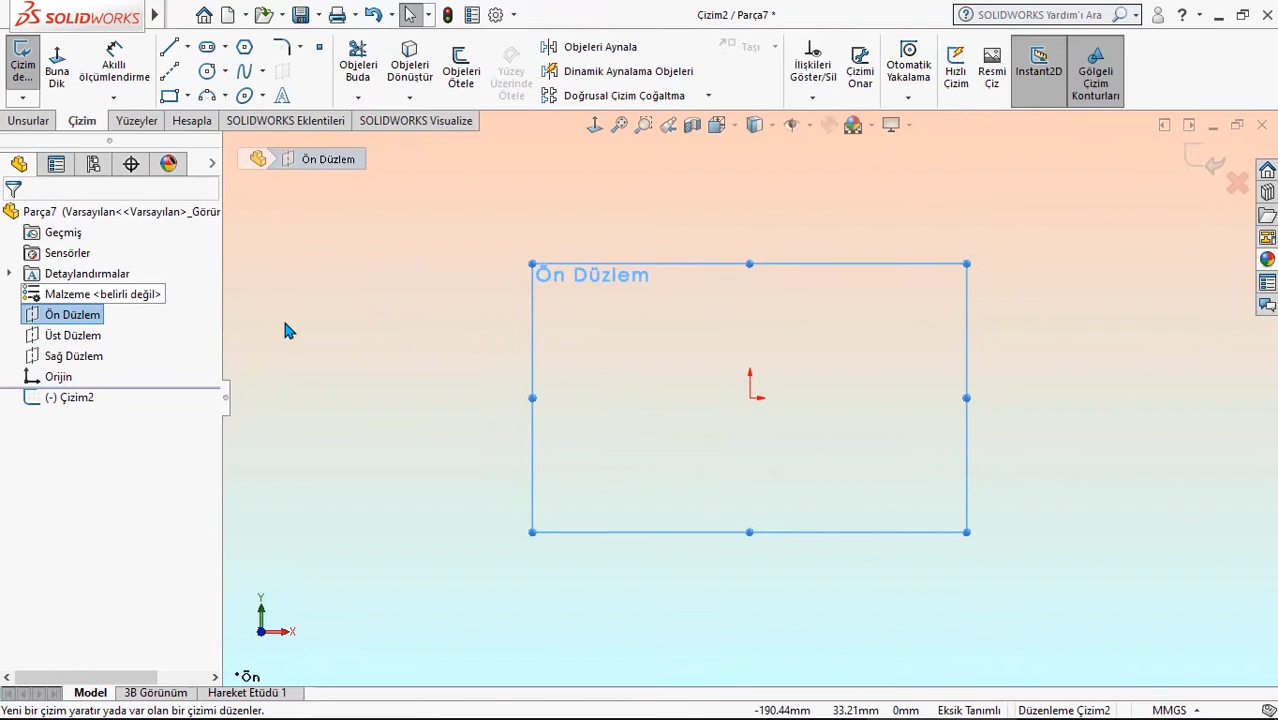 SOLIDWORKS
Çizim2 / Parça7 *
SOLIDWORKS Yardım'ı Ara
Çizim
de...
Buna
Dik
Akıllı
ölçümlendirme
Objeleri
Buda
Objeleri
Dönüştür
Objeleri
Ötele
Yüzey
Üzerinde
Ötele
Objeleri Aynala
Dinamik Aynalama Objeleri
Doğrusal Çizim Çoğaltma
Taşı
İlişkileri
Göster/Sil
Çizimi
Onar
Otomatik
Yakalama
Hızlı
Çizim
Resmi
Çiz
Instant2D
Gölgeli
Çizim
Konturları
Unsurlar
Çizim
Yüzeyler
Hesapla
SOLIDWORKS Eklentileri
SOLIDWORKS Visualize
Ön Düzlem
Parça7 (Varsayılan<<Varsayılan>_Görür
Geçmiş
Sensörler
Detaylandırmalar
Malzeme <belirli değil>
Ön Düzlem
Üst Düzlem
Sağ Düzlem
Orijin
(-) Çizim2
Ön Düzlem
Y
X
*Ön
Model
3B Görünüm
Hareket Etüdü 1
Yeni bir çizim yaratır yada var olan bir çizimi düzenler.
-190.44mm
33.21mm
0mm
Eksik Tanımlı
Düzenleme Çizim2
MMGS